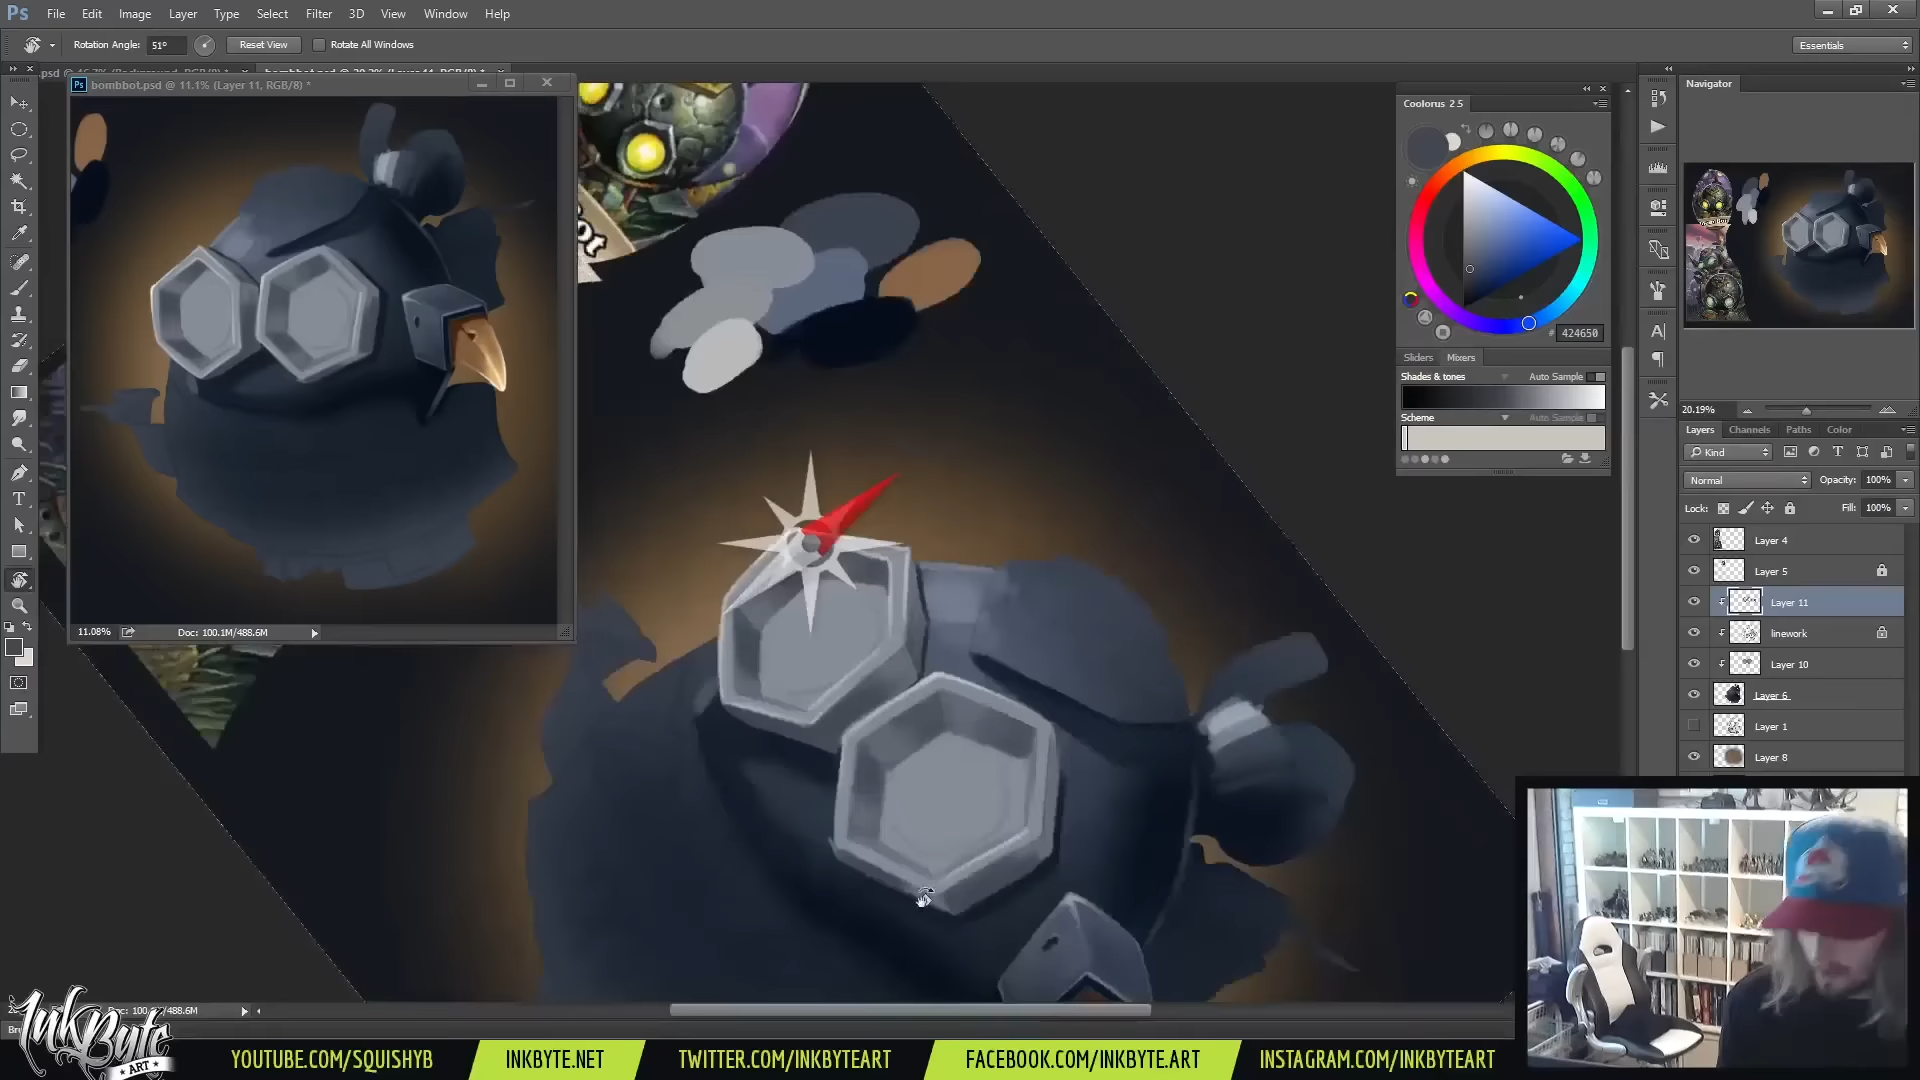 Ps File Edit Image Layer Type Select Filter 3D View Window Help
Rotation Angle: 51° Reset View Rotate All Windows Essentials
bombbot.psd @ 11.1% (Layer 11, RGB/8) *
Navigator
Coolorus 2.5
# 424650
Sliders Mixers
Shades & tones Auto Sample
Scheme Auto Sample
20.19%
Layers Channels Paths Color
Kind
Normal Opacity: 100%
Lock: Fill: 100%
Layer 4
Layer 5
Layer 11
linework
Layer 10
Layer 6
Layer 1
Layer 8
11.08% Doc: 100.1M/488.6M
InkByte
ART
YOUTUBE.COM/SQUISHYB INKBYTE.NET TWITTER.COM/INKBYTEART FACEBOOK.COM/INKBYTE.ART INSTAGRAM.COM/INKBYTEART